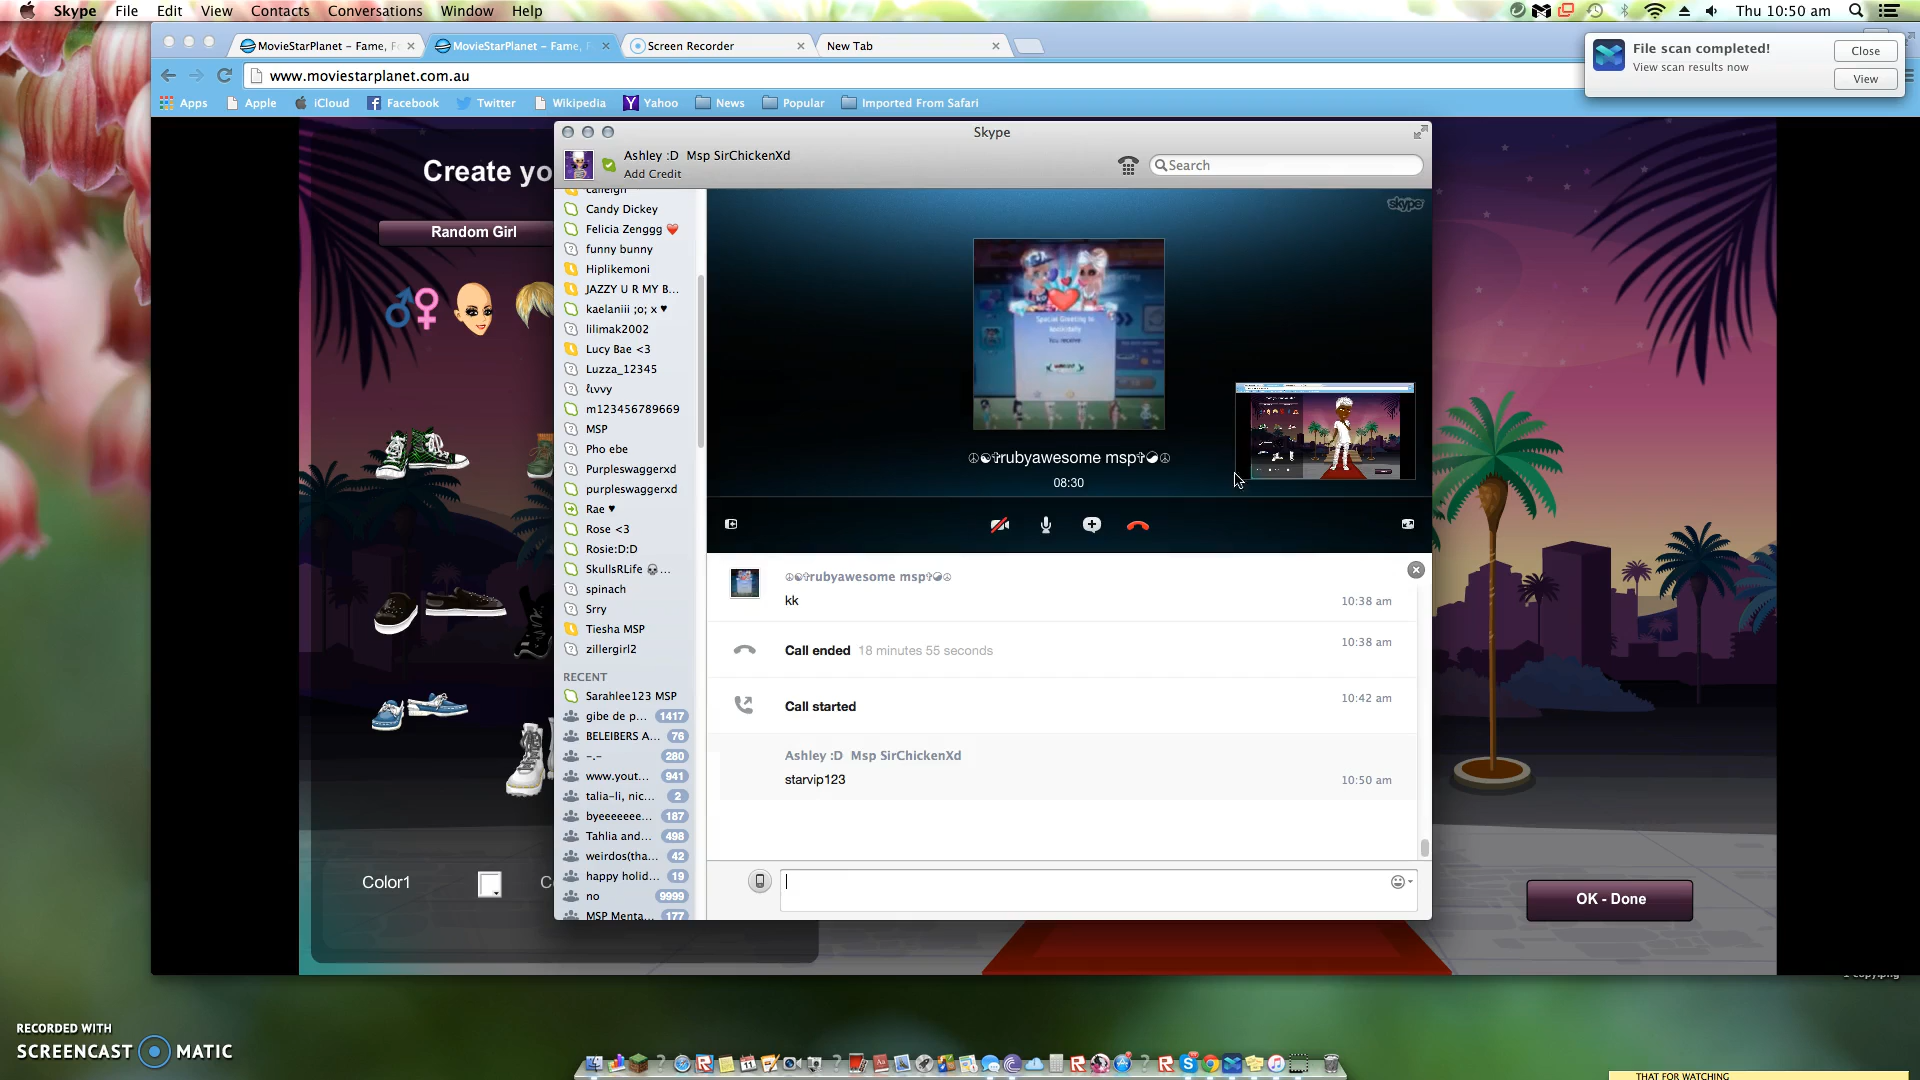 Skype File Edit View Contacts Conversations Window Help Thu 10:50 am
MovieStarPlanet – Fame, F
MovieStarPlanet – Fame,
Screen Recorder
New Tab
www.moviestarplanet.com.au
Apps Apple iCloud Facebook Twitter Wikipedia Yahoo News Popular Imported From Safari
File scan completed!
View scan results now
Close
View
Create yo
Random Girl
Color1
OK - Done
Skype
Ashley :D Msp SirChickenXd
Add Credit
Search
Candy Dickey
Felicia Zenggg ❤️
funny bunny
Hiplikemoni
JAZZY U R MY B...
kaelaniii ;o; x ♥
lilimak2002
Lucy Bae <3
Luzza_12345
m123456789669
MSP
Pho ebe
Purpleswaggerxd
purpleswaggerxd
Rae ♥
Rose <3
Rosie:D:D
SkullsRLife 💀...
spinach
Srry
Tiesha MSP
zillergirl2
RECENT
Sarahlee123 MSP
gibe de p... 1417
BELEIBERS A... 76
-.- 280
www.yout... 941
talia-li, nic... 2
byeeeeeee... 187
Tahlia and... 498
weirdos(tha... 42
happy holid... 19
no 9999
MSP Menta... 177
skype
☮☯✞rubyawesome msp✞☯☮
08:30
☮☯✞rubyawesome msp✞☯☮
kk 10:38 am
Call ended 18 minutes 55 seconds 10:38 am
Call started 10:42 am
Ashley :D Msp SirChickenXd
starvip123 10:50 am
RECORDED WITH
SCREENCAST MATIC
THAT FOR WATCHING